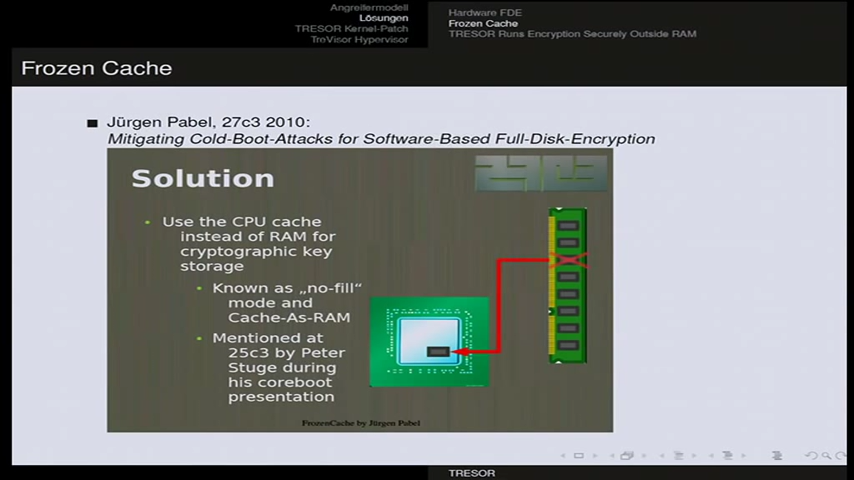 Angreifermodell
Lösungen
TRESOR Kernel-Patch
TreVisor Hypervisor
Hardware FDE
Frozen Cache
TRESOR Runs Encryption Securely Outside RAM
Frozen Cache
Jürgen Pabel, 27c3 2010:
Mitigating Cold-Boot-Attacks for Software-Based Full-Disk-Encryption
Solution
27C3
Use the CPU cache
instead of RAM for
cryptographic key
storage
Known as „no-fill“
mode and
Cache-As-RAM
Mentioned at
25c3 by Peter
Stuge during
his coreboot
presentation
FrozenCache by Jürgen Pabel
TRESOR